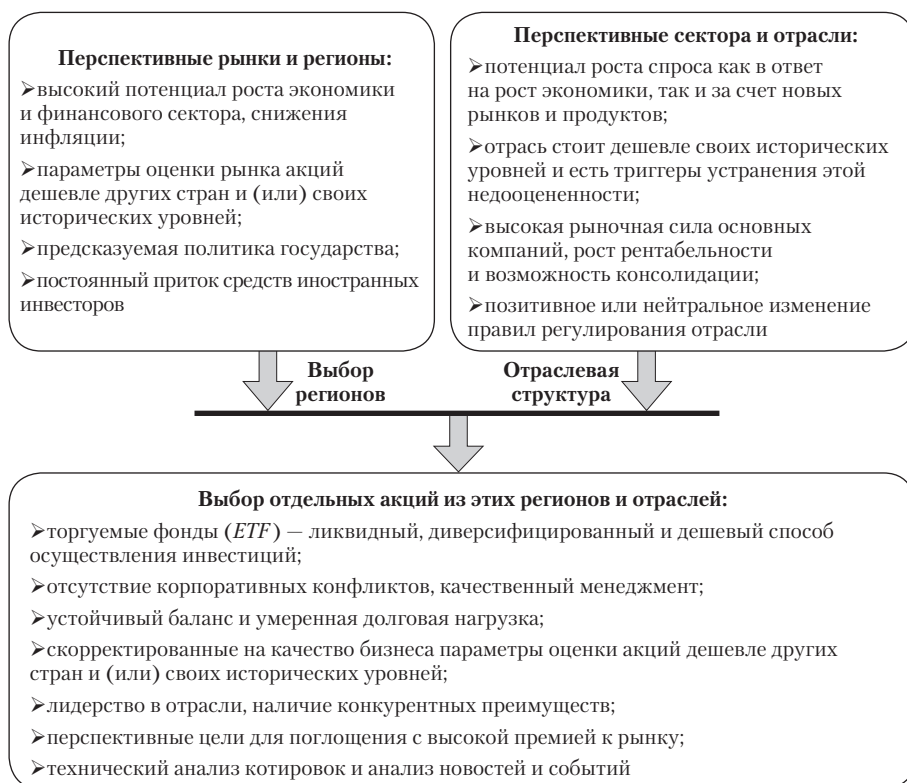 Перспективные рынки и регионы:
➢высокий потенциал роста экономики
и финансового сектора, снижения
инфляции;
➢параметры оценки рынка акций
дешевле других стран и (или) своих
исторических уровней;
➢предсказуемая политика государства;
➢постоянный приток средств иностранных
инвесторов
Перспективные сектора и отрасли:
➢потенциал роста спроса как в ответ
на рост экономики, так и за счет новых
рынков и продуктов;
➢отрась стоит дешевле своих исторических
уровней и есть триггеры устранения этой
недооцененности;
➢высокая рыночная сила основных
компаний, рост рентабельности
и возможность консолидации;
➢позитивное или нейтральное изменение
правил регулирования отрасли
Выбор
регионов
Отраслевая
структура
Выбор отдельных акций из этих регионов и отраслей:
➢торгуемые фонды (ETF) — ликвидный, диверсифицированный и дешевый способ
осуществления инвестиций;
➢отсутствие корпоративных конфликтов, качественный менеджмент;
➢устойчивый баланс и умеренная долговая нагрузка;
➢скорректированные на качество бизнеса параметры оценки акций дешевле других
стран и (или) своих исторических уровней;
➢лидерство в отрасли, наличие конкурентных преимуществ;
➢перспективные цели для поглощения с высокой премией к рынку;
➢технический анализ котировок и анализ новостей и событий